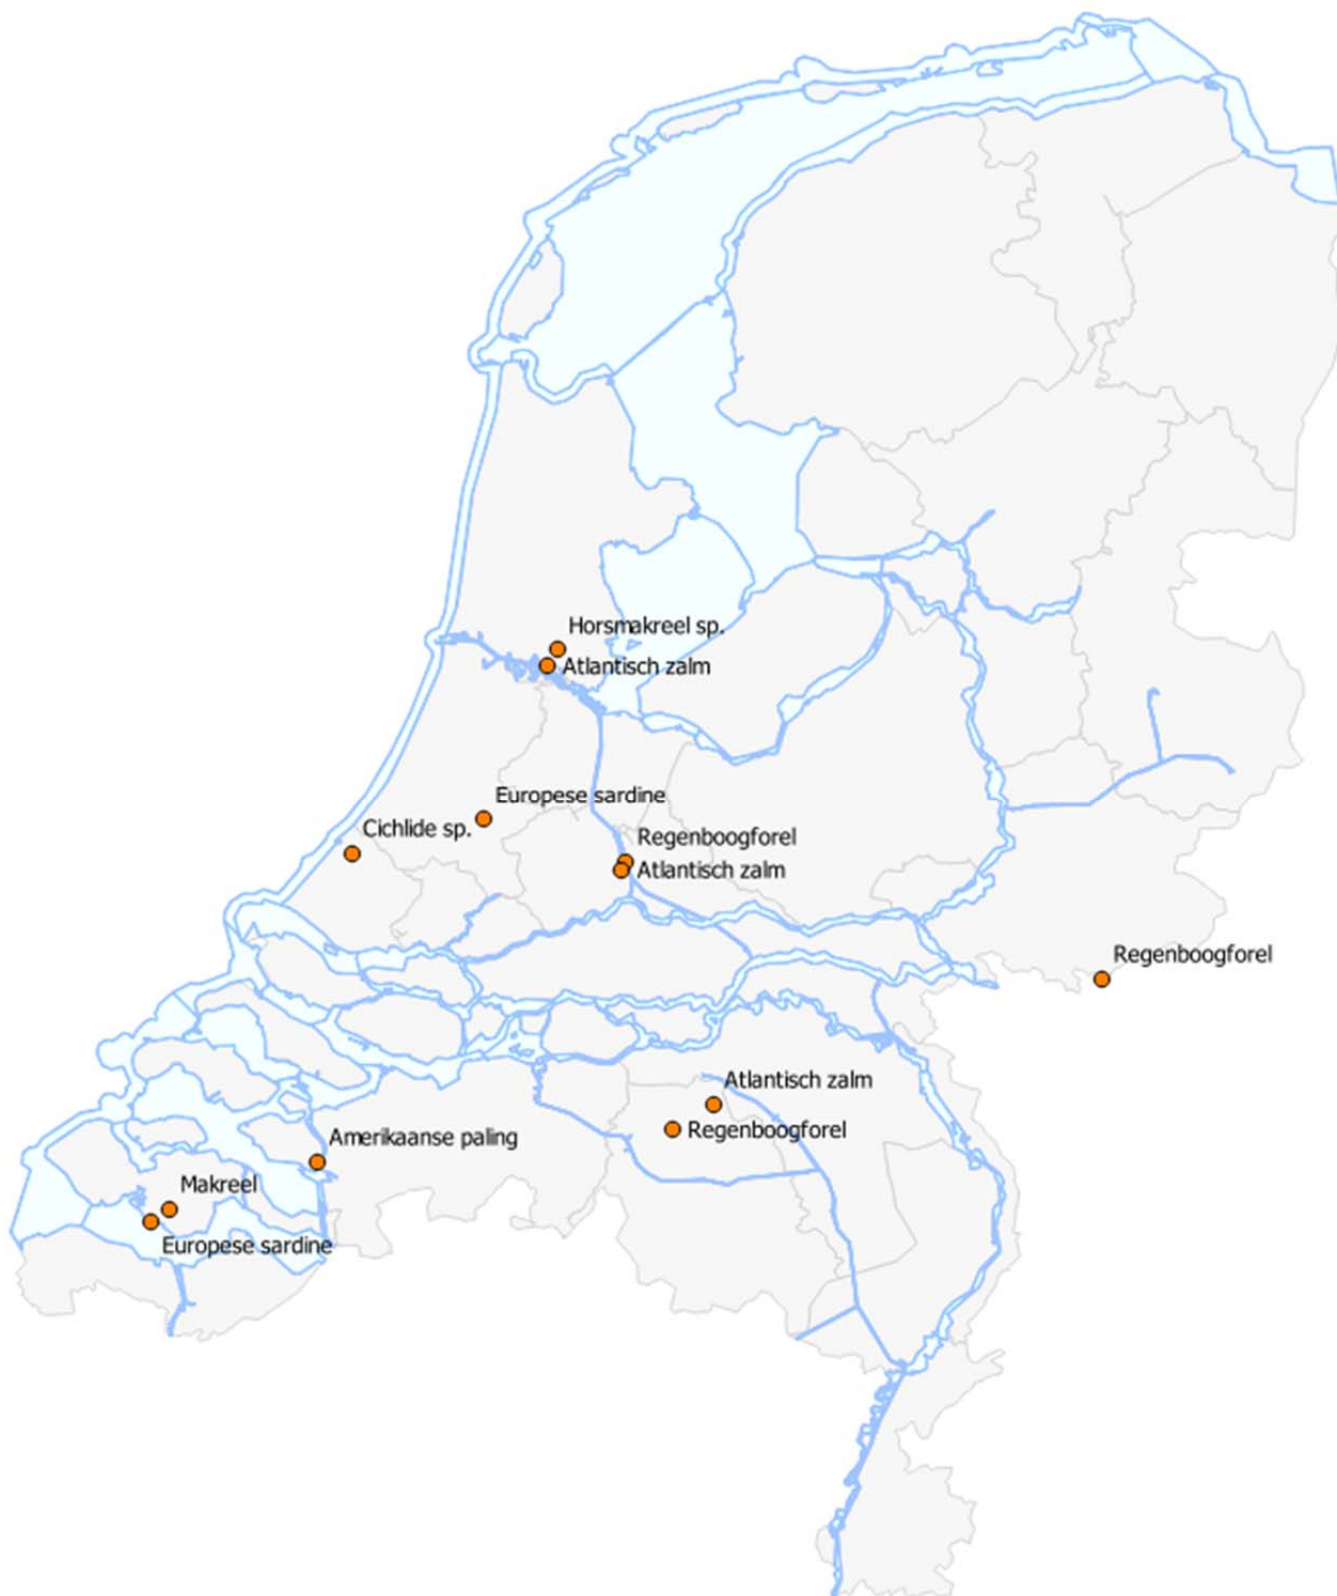 Horsmakreel sp.
Atlantisch zalm
Europese sardine
Cichlide sp.
Regenboogforel
Atlantisch zalm
Regenboogforel
Atlantisch zalm
Regenboogforel
Amerikaanse paling
Makreel
Europese sardine